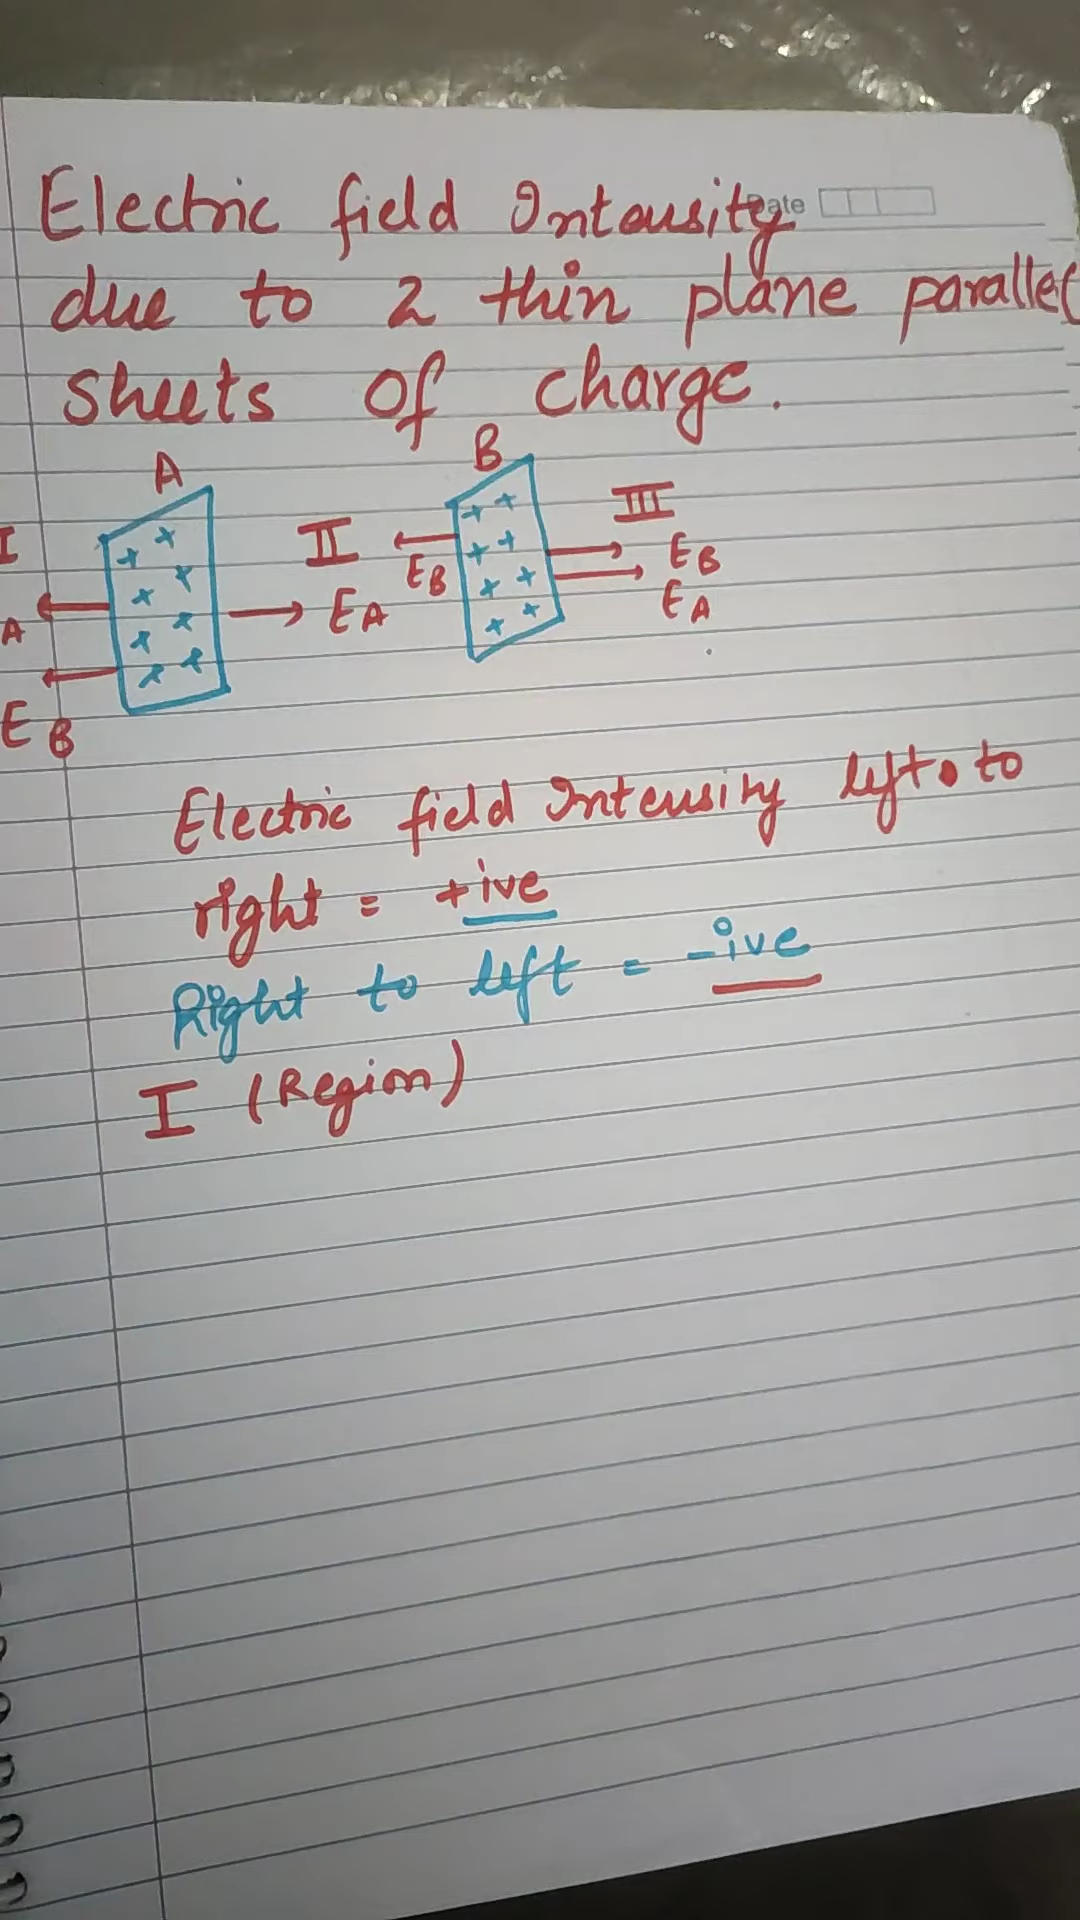 Electric field Intensity
Date
due to 2 thin plane parallel
sheets of charge.
A
B
I
II
III
EB
EB
A
EA
EA
EB
Electric field Intensity left to
right = +ive
Right to left = -ive
I (Region)